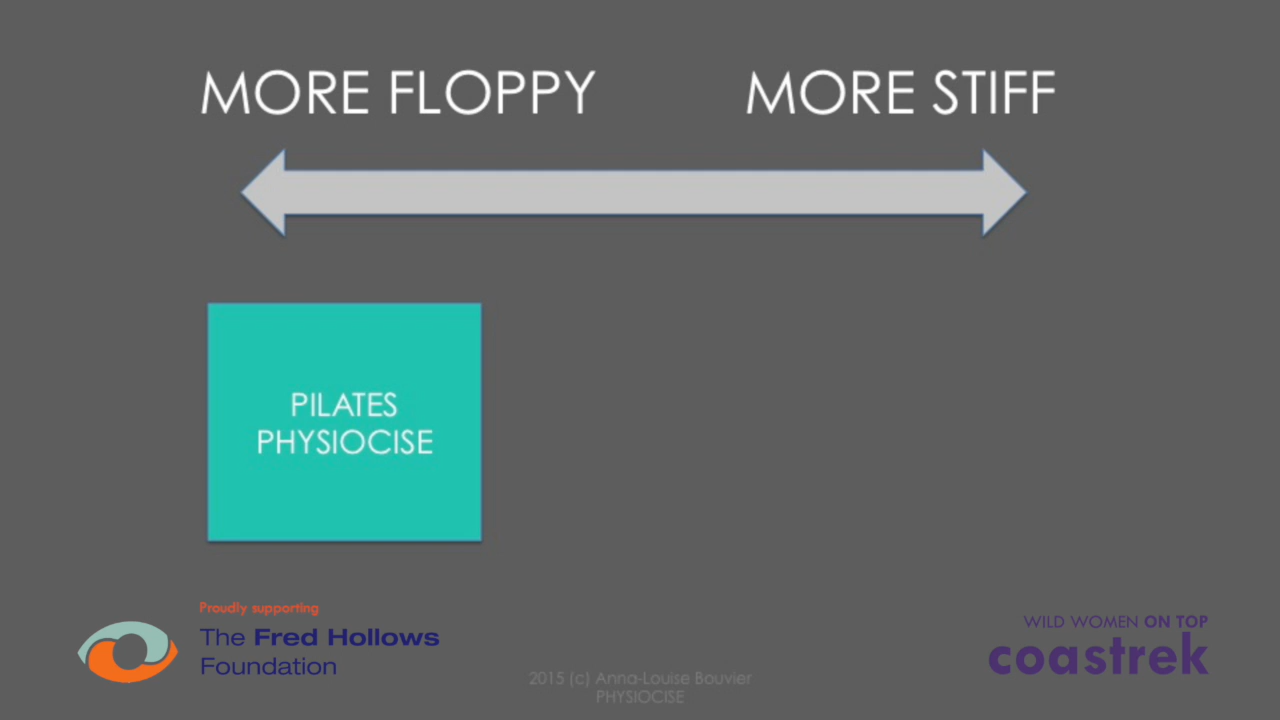 MORE FLOPPY
MORE STIFF
PILATES
PHYSIOCISE
Proudly supporting
The Fred Hollows
Foundation
WILD WOMEN ON TOP
coastrek
2015 (c) Anna-Louise Bouvier
PHYSIOCISE